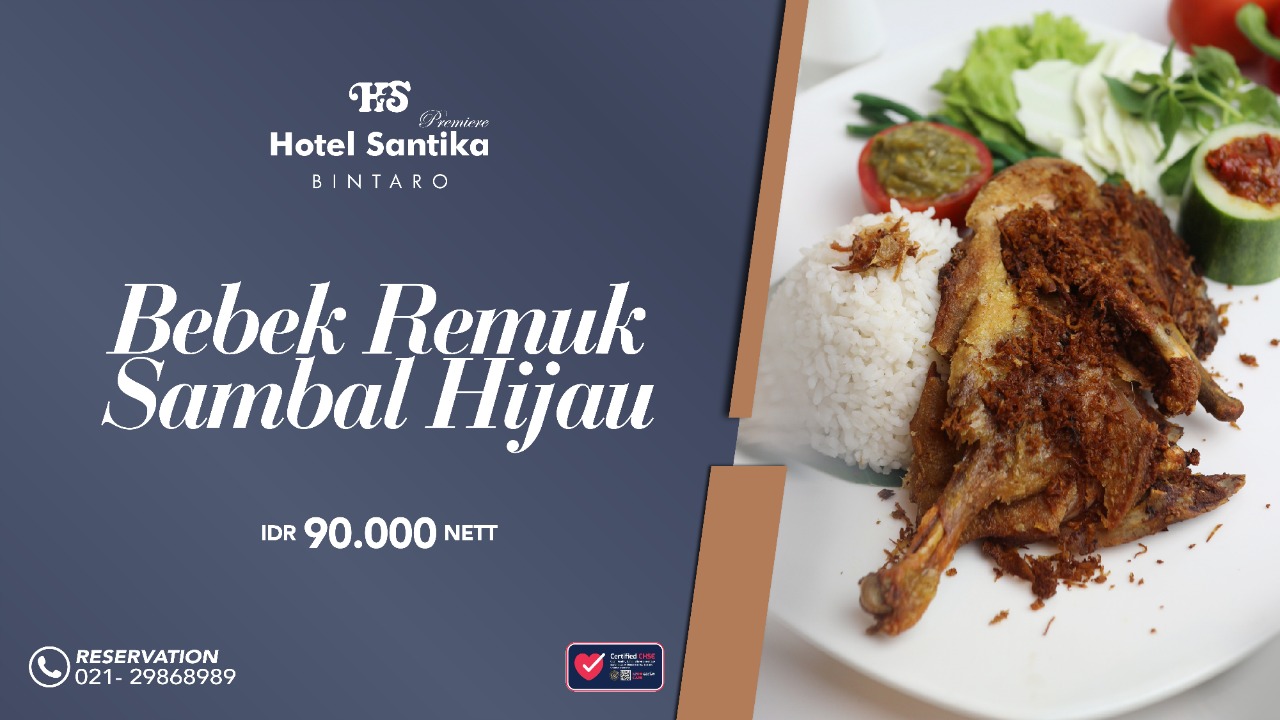 HS
Premiere
Hotel Santika
BINTARO
Bebek Remuk
Sambal Hijau
IDR 90.000 NETT
RESERVATION
021- 29868989
Certified CHSE